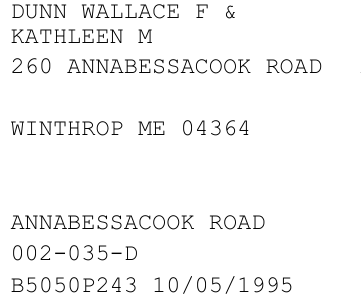 DUNN WALLACE F &
KATHLEEN M
260 ANNABESSACOOK ROAD
WINTHROP ME 04364
ANNABESSACOOK ROAD
002-035-D
B5050P243 10/05/1995